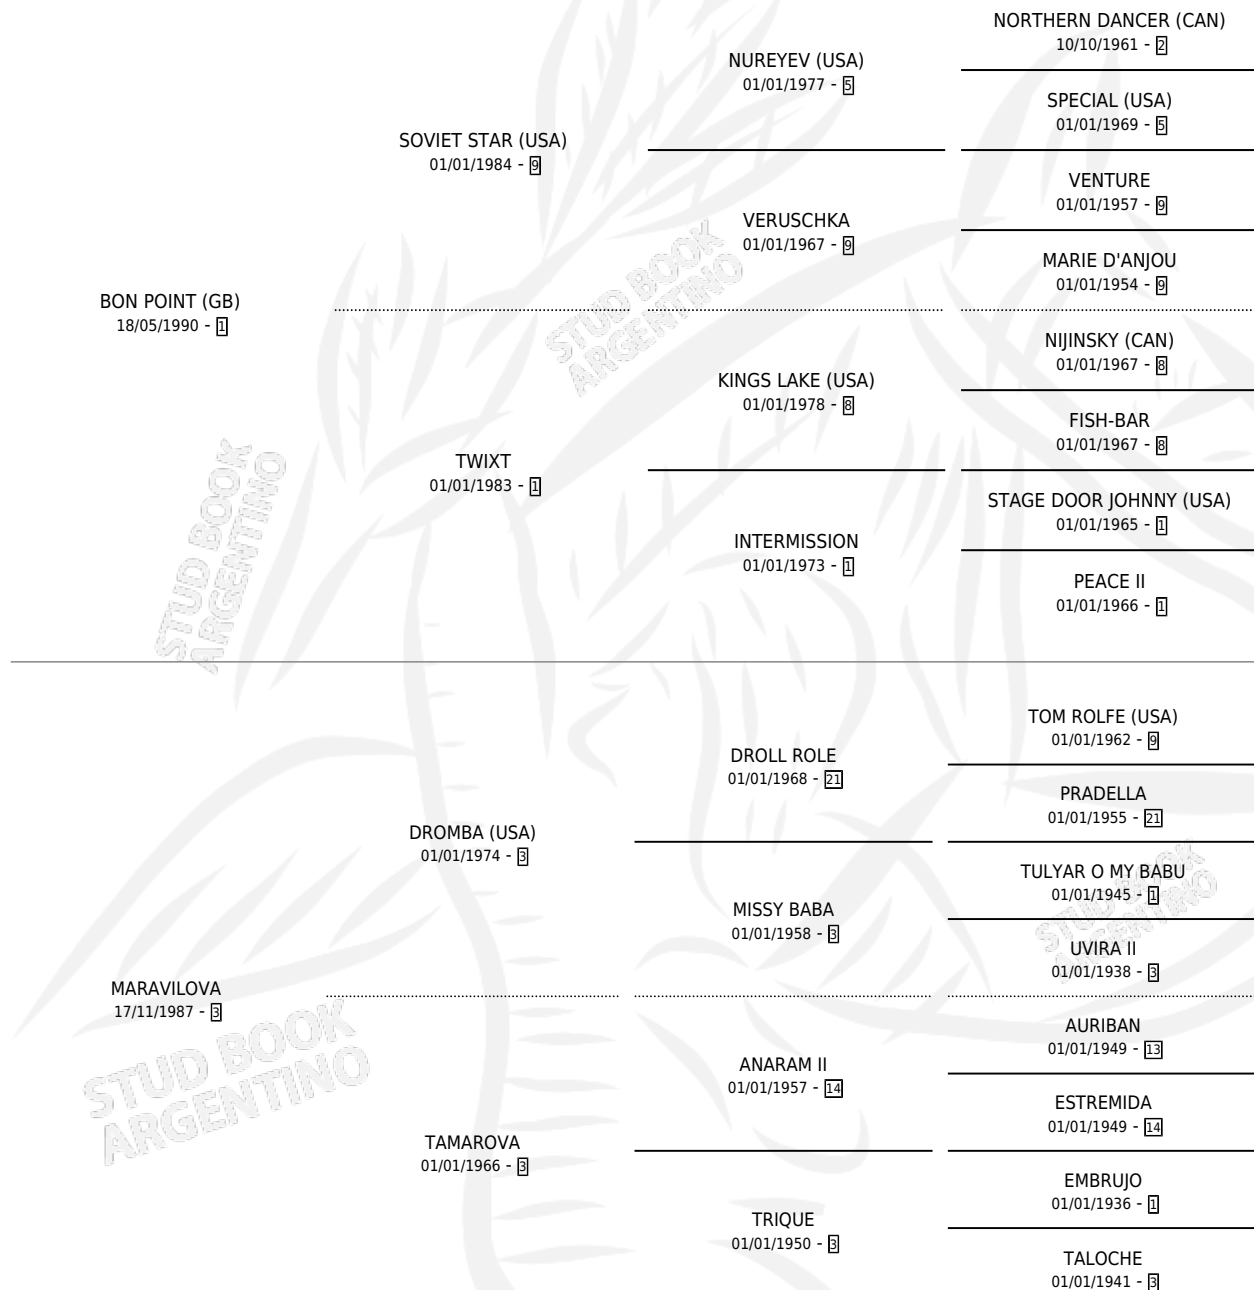 NORTHERN DANCER (CAN)
10/10/1961 - 2
NUREYEV (USA)
01/01/1977 - 5
SPECIAL (USA)
01/01/1969 - 5
SOVIET STAR (USA)
01/01/1984 - 9
VENTURE
01/01/1957 - 9
VERUSCHKA
01/01/1967 - 9
MARIE D'ANJOU
01/01/1954 - 9
BON POINT (GB)
18/05/1990 - 1
NIJINSKY (CAN)
01/01/1967 - 8
KINGS LAKE (USA)
01/01/1978 - 8
FISH-BAR
01/01/1967 - 8
TWIXT
01/01/1983 - 1
STAGE DOOR JOHNNY (USA)
01/01/1965 - 1
INTERMISSION
01/01/1973 - 1
PEACE II
01/01/1966 - 1
TOM ROLFE (USA)
01/01/1962 - 9
DROLL ROLE
01/01/1968 - 21
PRADELLA
01/01/1955 - 21
DROMBA (USA)
01/01/1974 - 3
TULYAR O MY BABU
01/01/1945 - 1
MISSY BABA
01/01/1958 - 3
UVIRA II
01/01/1938 - 3
MARAVILOVA
17/11/1987 - 3
AURIBAN
01/01/1949 - 13
ANARAM II
01/01/1957 - 14
ESTREMIDA
01/01/1949 - 14
TAMAROVA
01/01/1966 - 3
EMBRUJO
01/01/1936 - 1
TRIQUE
01/01/1950 - 3
TALOCHE
01/01/1941 - 3
STUD BOOK
ARGENTINO
STUD BOOK
ARGENTINO
STUD BOOK
ARGENTINO
STUD BOOK
ARGENTINO